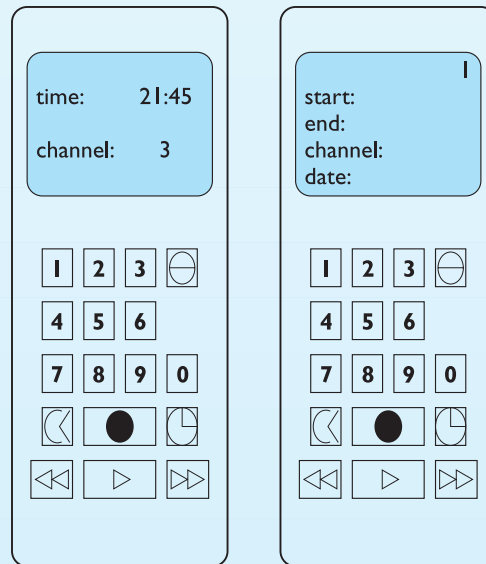 time: 21:45
channel: 3
1 2 3
4 5 6
7 8 9 0
1
start:
end:
channel:
date:
1 2 3
4 5 6
7 8 9 0